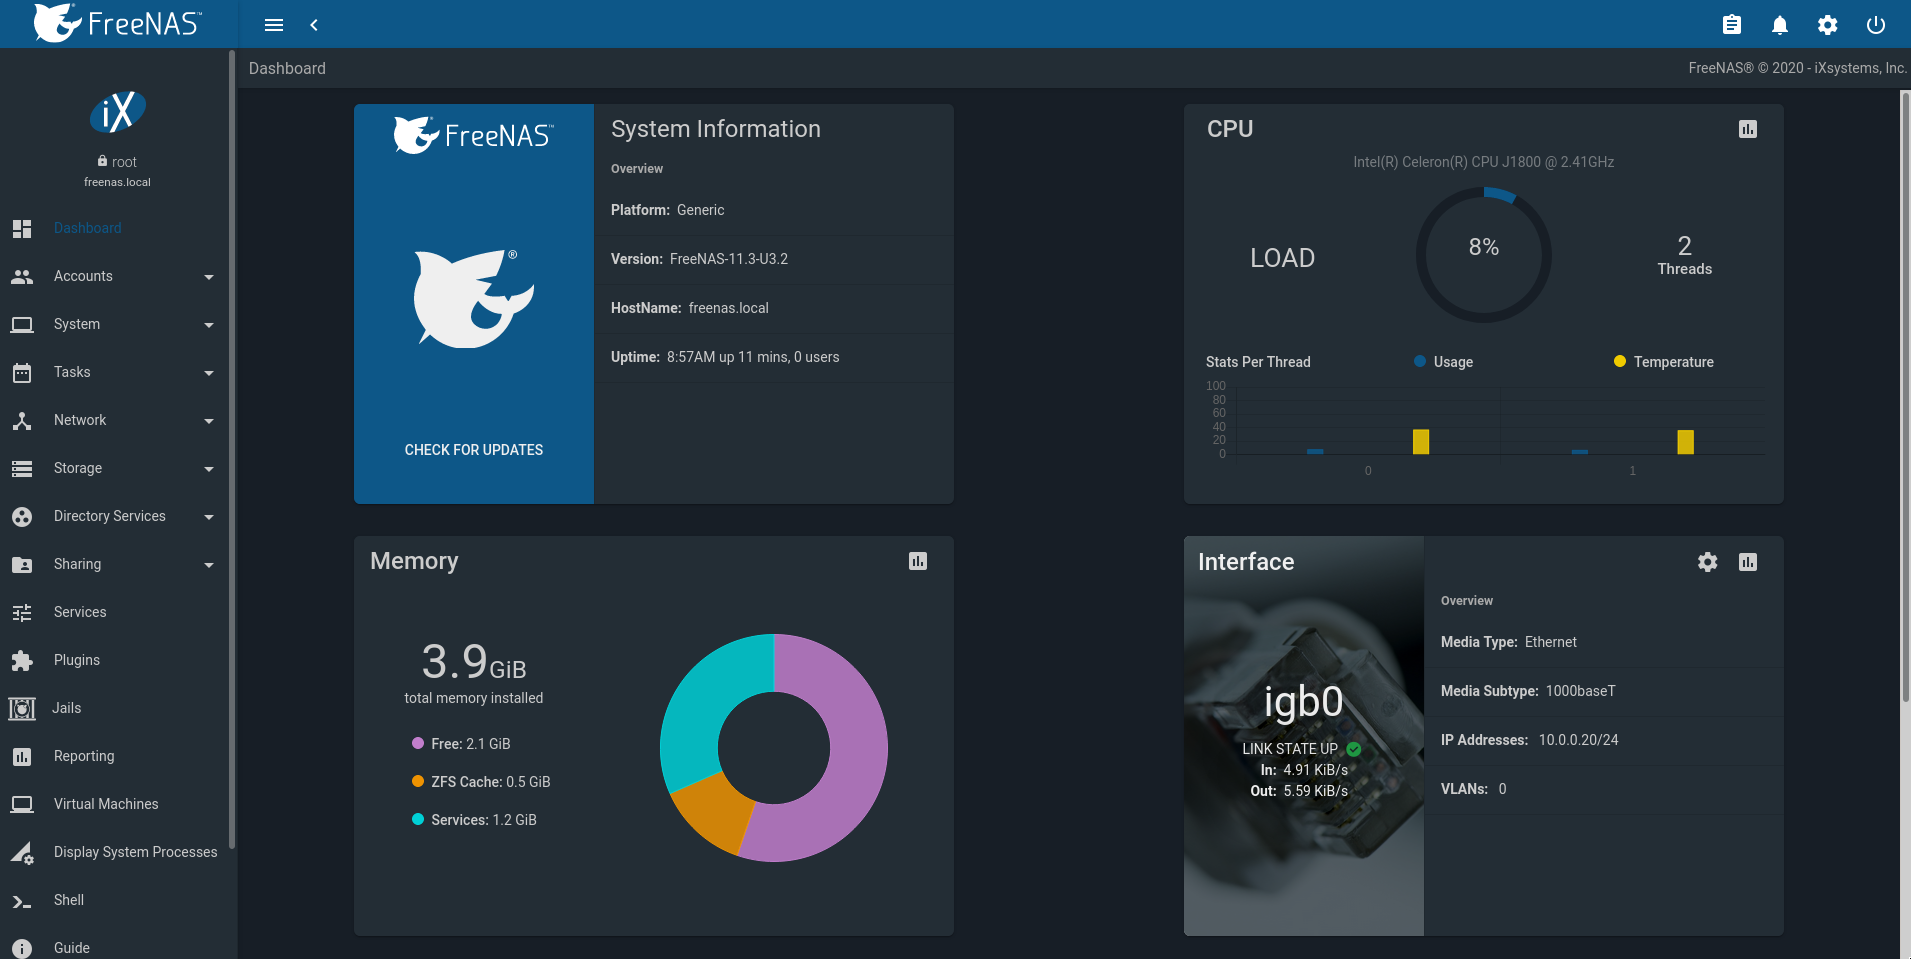 FreeNAS™
Dashboard
FreeNAS® © 2020 - iXsystems, Inc.
iX
root
freenas.local
Dashboard
Accounts
System
Tasks
Network
Storage
Directory Services
Sharing
Services
Plugins
Jails
Reporting
Virtual Machines
Display System Processes
Shell
Guide
FreeNAS™
®
CHECK FOR UPDATES
System Information
Overview
Platform: Generic
Version: FreeNAS-11.3-U3.2
HostName: freenas.local
Uptime: 8:57AM up 11 mins, 0 users
CPU
Intel(R) Celeron(R) CPU J1800 @ 2.41GHz
LOAD
8%
2
Threads
Stats Per Thread
Usage
Temperature
100
80
60
40
20
0
0 1
Memory
3.9GiB
total memory installed
Free: 2.1 GiB
ZFS Cache: 0.5 GiB
Services: 1.2 GiB
Interface
igb0
LINK STATE UP
In: 4.91 KiB/s
Out: 5.59 KiB/s
Overview
Media Type: Ethernet
Media Subtype: 1000baseT
IP Addresses: 10.0.0.20/24
VLANs: 0